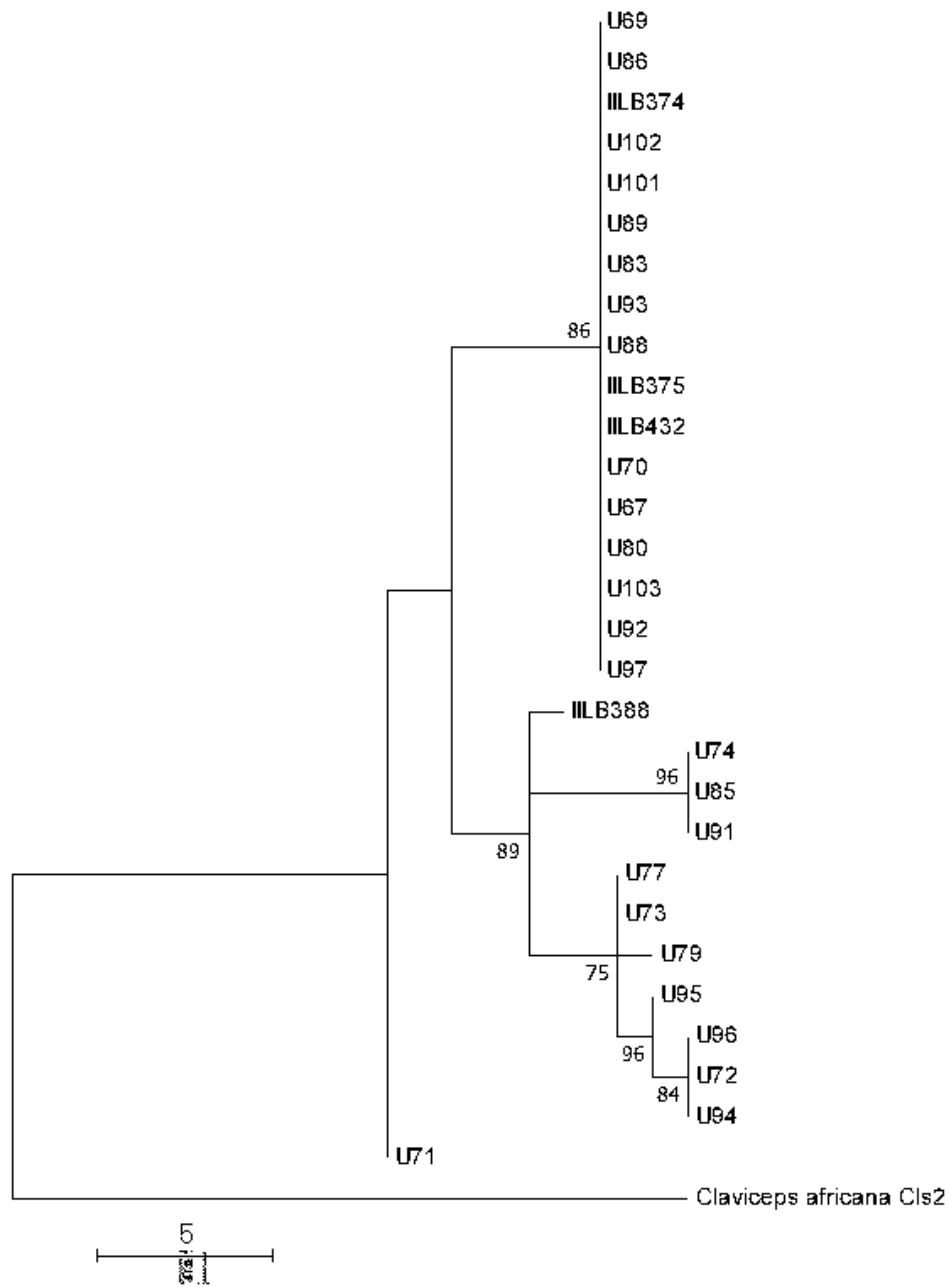 U69
U86
IILB374
U102
U101
U89
U83
U93
86
U88
IILB375
IILB432
U70
U67
U80
U103
U92
U97
IILB388
U74
96
U85
U91
89
U77
U73
U79
75
U95
U96
96
U72
84
U94
U71
Claviceps africana Cls2
5